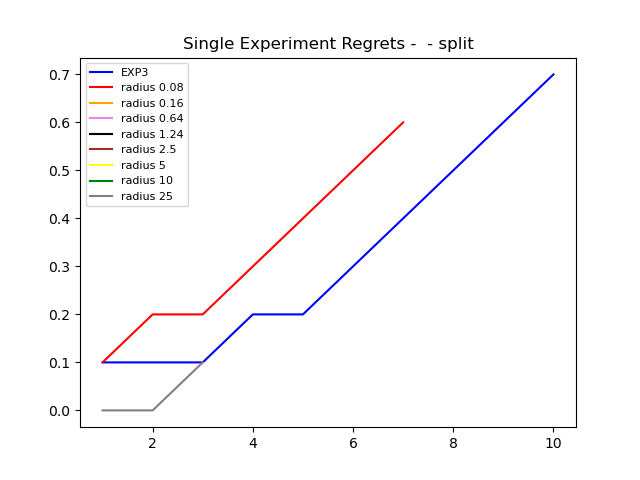 Single Experiment Regrets -  - split
EXP3
radius 0.08
radius 0.16
radius 0.64
radius 1.24
radius 2.5
radius 5
radius 10
radius 25
0.7
0.6
0.5
0.4
0.3
0.2
0.1
0.0
2 4 6 8 10